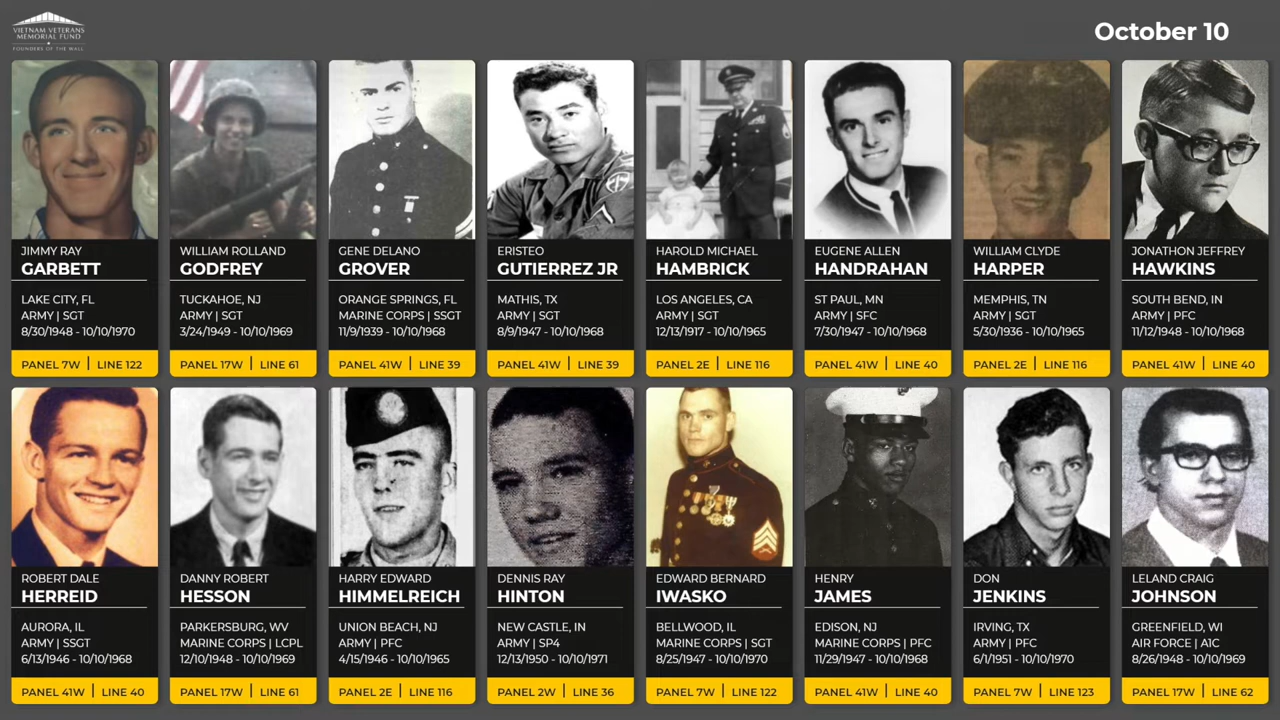 VIETNAM VETERANS
MEMORIAL FUND
FOUNDERS OF THE WALL
October 10
JIMMY RAY
GARBETT
LAKE CITY, FL
ARMY | SGT
8/30/1948 - 10/10/1970
PANEL 7W | LINE 122
WILLIAM ROLLAND
GODFREY
TUCKAHOE, NJ
ARMY | SGT
3/24/1949 - 10/10/1969
PANEL 17W | LINE 61
GENE DELANO
GROVER
ORANGE SPRINGS, FL
MARINE CORPS | SSGT
11/9/1939 - 10/10/1968
PANEL 41W | LINE 39
ERISTEO
GUTIERREZ JR
MATHIS, TX
ARMY | SGT
8/9/1947 - 10/10/1968
PANEL 41W | LINE 39
HAROLD MICHAEL
HAMBRICK
LOS ANGELES, CA
ARMY | SGT
12/13/1917 - 10/10/1965
PANEL 2E | LINE 116
EUGENE ALLEN
HANDRAHAN
ST PAUL, MN
ARMY | SFC
7/30/1947 - 10/10/1968
PANEL 41W | LINE 40
WILLIAM CLYDE
HARPER
MEMPHIS, TN
ARMY | SGT
5/30/1936 - 10/10/1965
PANEL 2E | LINE 116
JONATHON JEFFREY
HAWKINS
SOUTH BEND, IN
ARMY | PFC
11/12/1948 - 10/10/1968
PANEL 41W | LINE 40
ROBERT DALE
HERREID
AURORA, IL
ARMY | SSGT
6/13/1946 - 10/10/1968
PANEL 41W | LINE 40
DANNY ROBERT
HESSON
PARKERSBURG, WV
MARINE CORPS | LCPL
12/10/1948 - 10/10/1969
PANEL 17W | LINE 61
HARRY EDWARD
HIMMELREICH
UNION BEACH, NJ
ARMY | PFC
4/15/1946 - 10/10/1965
PANEL 2E | LINE 116
DENNIS RAY
HINTON
NEW CASTLE, IN
ARMY | SP4
12/13/1950 - 10/10/1971
PANEL 2W | LINE 36
EDWARD BERNARD
IWASKO
BELLWOOD, IL
MARINE CORPS | SGT
8/25/1947 - 10/10/1970
PANEL 7W | LINE 122
HENRY
JAMES
EDISON, NJ
MARINE CORPS | PFC
11/29/1947 - 10/10/1968
PANEL 41W | LINE 40
DON
JENKINS
IRVING, TX
ARMY | PFC
6/1/1951 - 10/10/1970
PANEL 7W | LINE 123
LELAND CRAIG
JOHNSON
GREENFIELD, WI
AIR FORCE | A1C
8/26/1948 - 10/10/1969
PANEL 17W | LINE 62